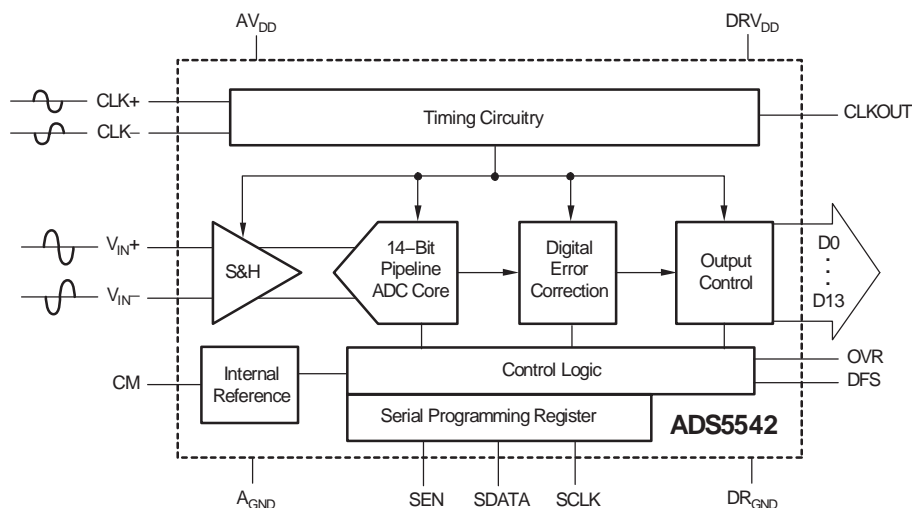 AVDD
DRVDD
CLK+
Timing Circuitry
CLKOUT
CLK–
VIN+
S&H
14–Bit
Pipeline
ADC Core
Digital
Error
Correction
Output
Control
D0
.
.
.
.
D13
VIN–
CM
Internal
Reference
Control Logic
OVR
DFS
Serial Programming Register
ADS5542
AGND
SEN
SDATA
SCLK
DRGND